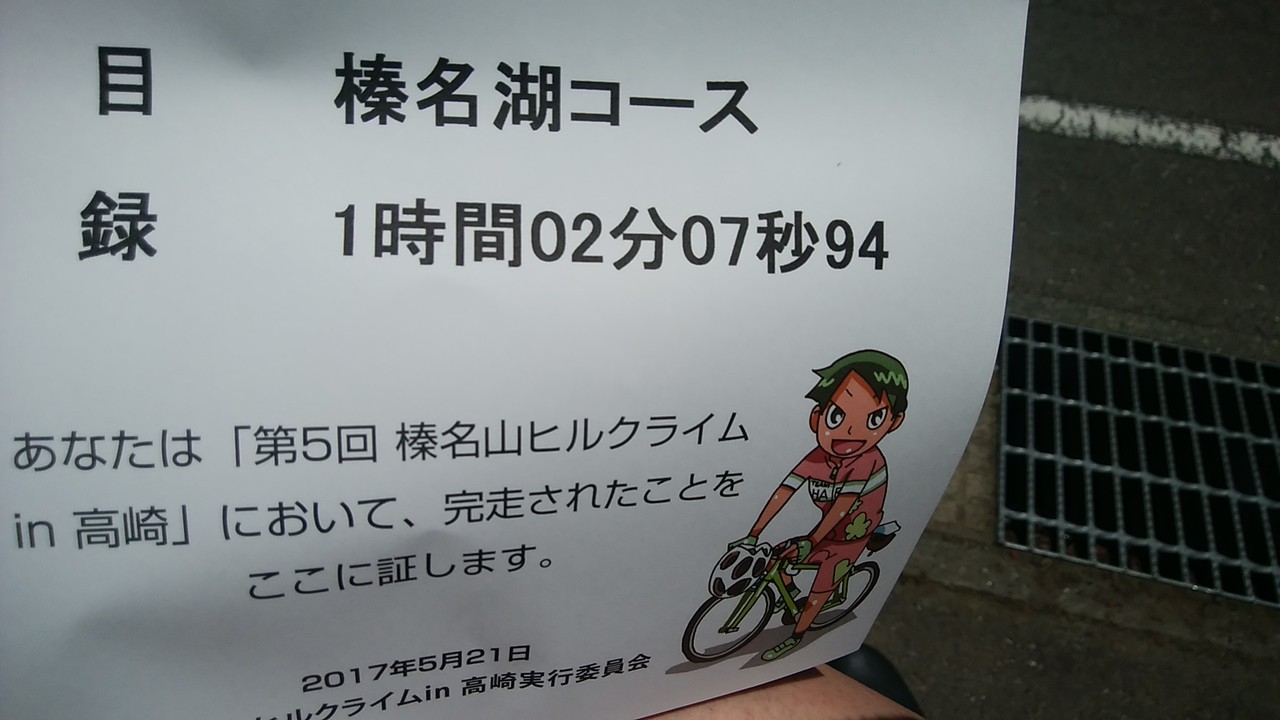 目 榛名湖コース
録 1時間02分07秒94
あなたは「第5回 榛名山ヒルクライム
in 高崎」において、完走されたことを
ここに証します。
2017年5月21日
ヒルクライムin 高崎実行委員会